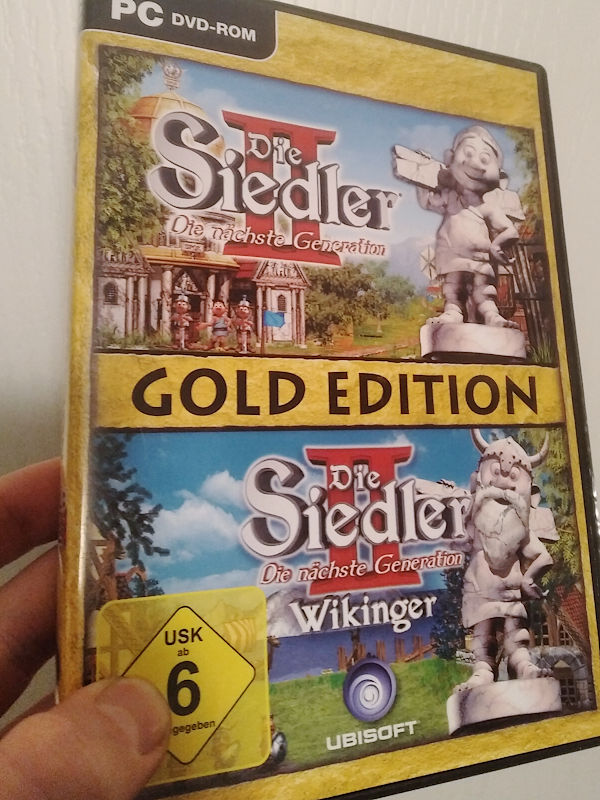 PC DVD-ROM
Die
Siedler
II
Die nächste Generation
GOLD EDITION
Die
Siedler
II
Die nächste Generation
Wikinger
USK
ab
6
gegeben
UBISOFT